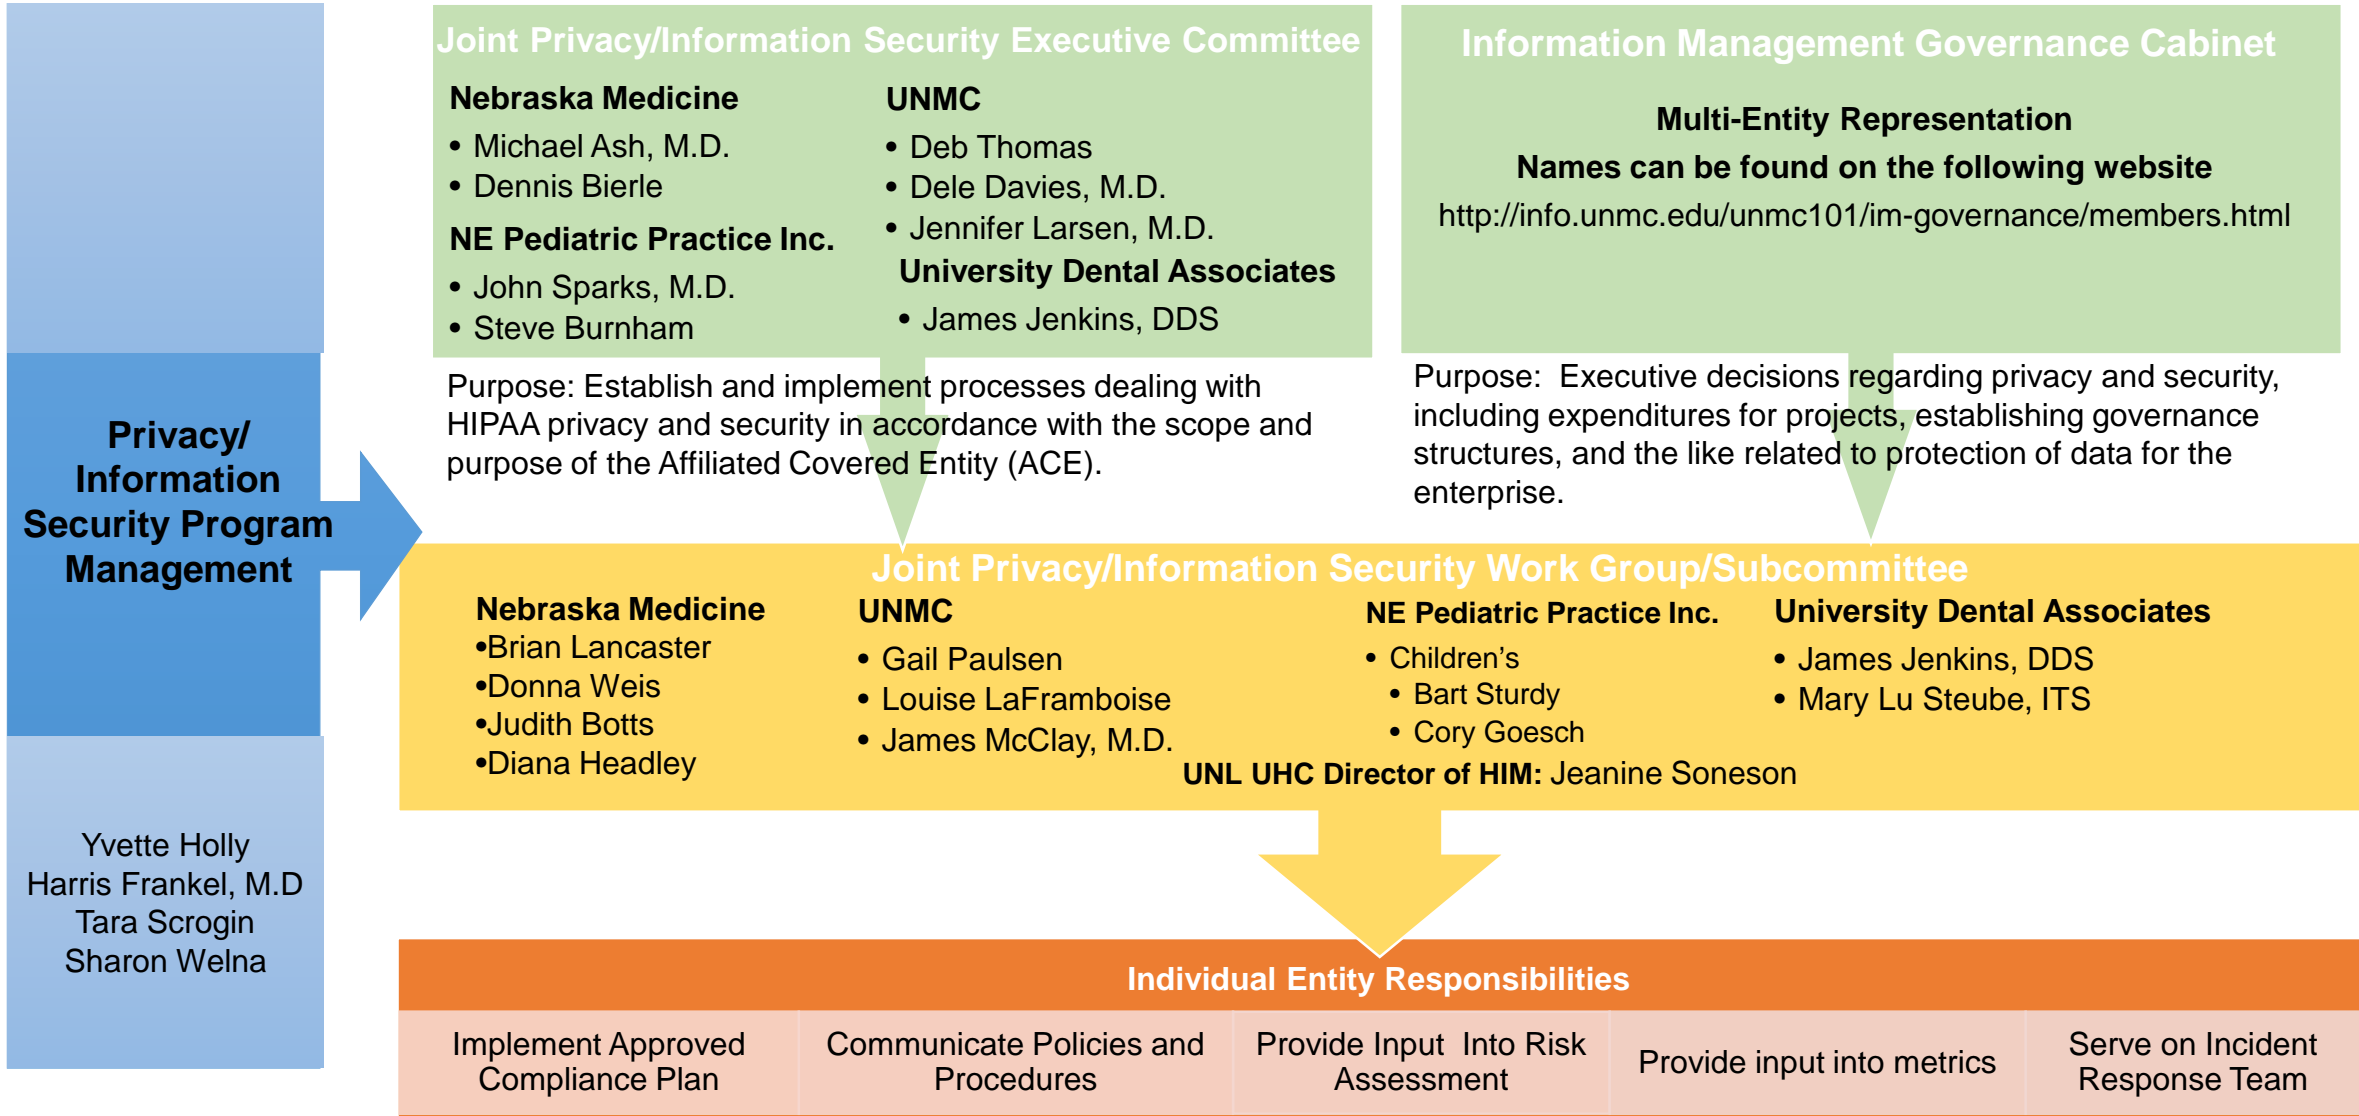 Privacy/
Information
Security Program
Management
Yvette Holly
Harris Frankel, M.D
Tara Scrogin
Sharon Welna
Joint Privacy/Information Security Executive Committee
Nebraska Medicine
• Michael Ash, M.D.
• Dennis Bierle
NE Pediatric Practice Inc.
• John Sparks, M.D.
• Steve Burnham
UNMC
• Deb Thomas
• Dele Davies, M.D.
• Jennifer Larsen, M.D.
University Dental Associates
• James Jenkins, DDS
Purpose: Establish and implement processes dealing with
HIPAA privacy and security in accordance with the scope and
purpose of the Affiliated Covered Entity (ACE).
Information Management Governance Cabinet
Multi-Entity Representation
Names can be found on the following website
http://info.unmc.edu/unmc101/im-governance/members.html
Purpose:  Executive decisions regarding privacy and security,
including expenditures for projects, establishing governance
structures, and the like related to protection of data for the
enterprise.
Joint Privacy/Information Security Work Group/Subcommittee
Nebraska Medicine
•Brian Lancaster
•Donna Weis
•Judith Botts
•Diana Headley
UNMC
• Gail Paulsen
• Louise LaFramboise
• James McClay, M.D.
NE Pediatric Practice Inc.
• Children's
• Bart Sturdy
• Cory Goesch
University Dental Associates
• James Jenkins, DDS
• Mary Lu Steube, ITS
UNL UHC Director of HIM: Jeanine Soneson
Individual Entity Responsibilities
Implement Approved
Compliance Plan
Communicate Policies and
Procedures
Provide Input  Into Risk
Assessment
Provide input into metrics
Serve on Incident
Response Team